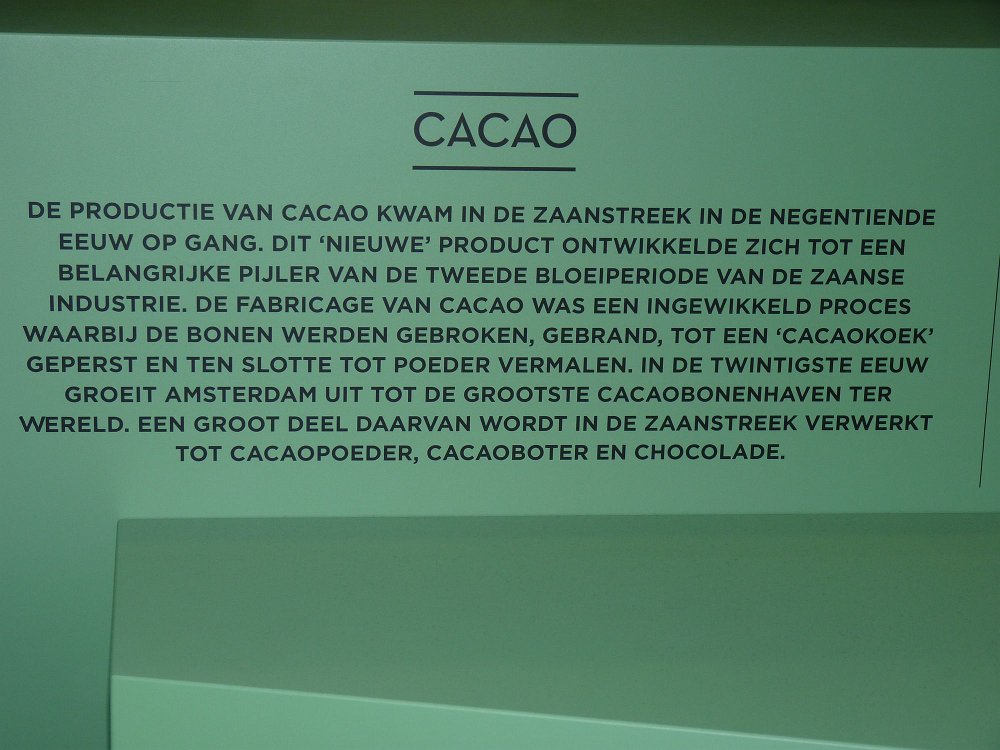 CACAO
DE PRODUCTIE VAN CACAO KWAM IN DE ZAANSTREEK IN DE NEGENTIENDE
EEUW OP GANG. DIT ‘NIEUWE’ PRODUCT ONTWIKKELDE ZICH TOT EEN
BELANGRIJKE PIJLER VAN DE TWEEDE BLOEIPERIODE VAN DE ZAANSE
INDUSTRIE. DE FABRICAGE VAN CACAO WAS EEN INGEWIKKELD PROCES
WAARBIJ DE BONEN WERDEN GEBROKEN, GEBRAND, TOT EEN ‘CACAOKOEK’
GEPERST EN TEN SLOTTE TOT POEDER VERMALEN. IN DE TWINTIGSTE EEUW
GROEIT AMSTERDAM UIT TOT DE GROOTSTE CACAOBONENHAVEN TER
WERELD. EEN GROOT DEEL DAARVAN WORDT IN DE ZAANSTREEK VERWERKT
TOT CACAOPOEDER, CACAOBOTER EN CHOCOLADE.